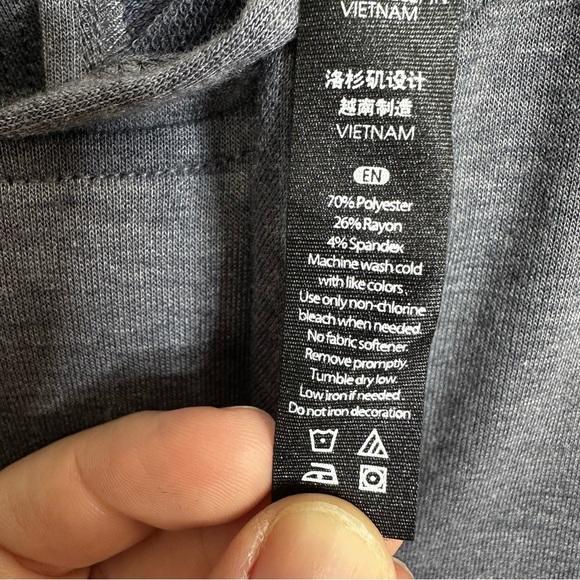 VIETNAM
洛杉矶设计
越南制造
VIETNAM
EN
70% Polyester
26% Rayon
4% Spandex
Machine wash cold
with like colors.
Use only non-chlorine
bleach when needed.
No fabric softener.
Remove promptly.
Tumble dry low.
Low iron if needed.
Do not iron decoration